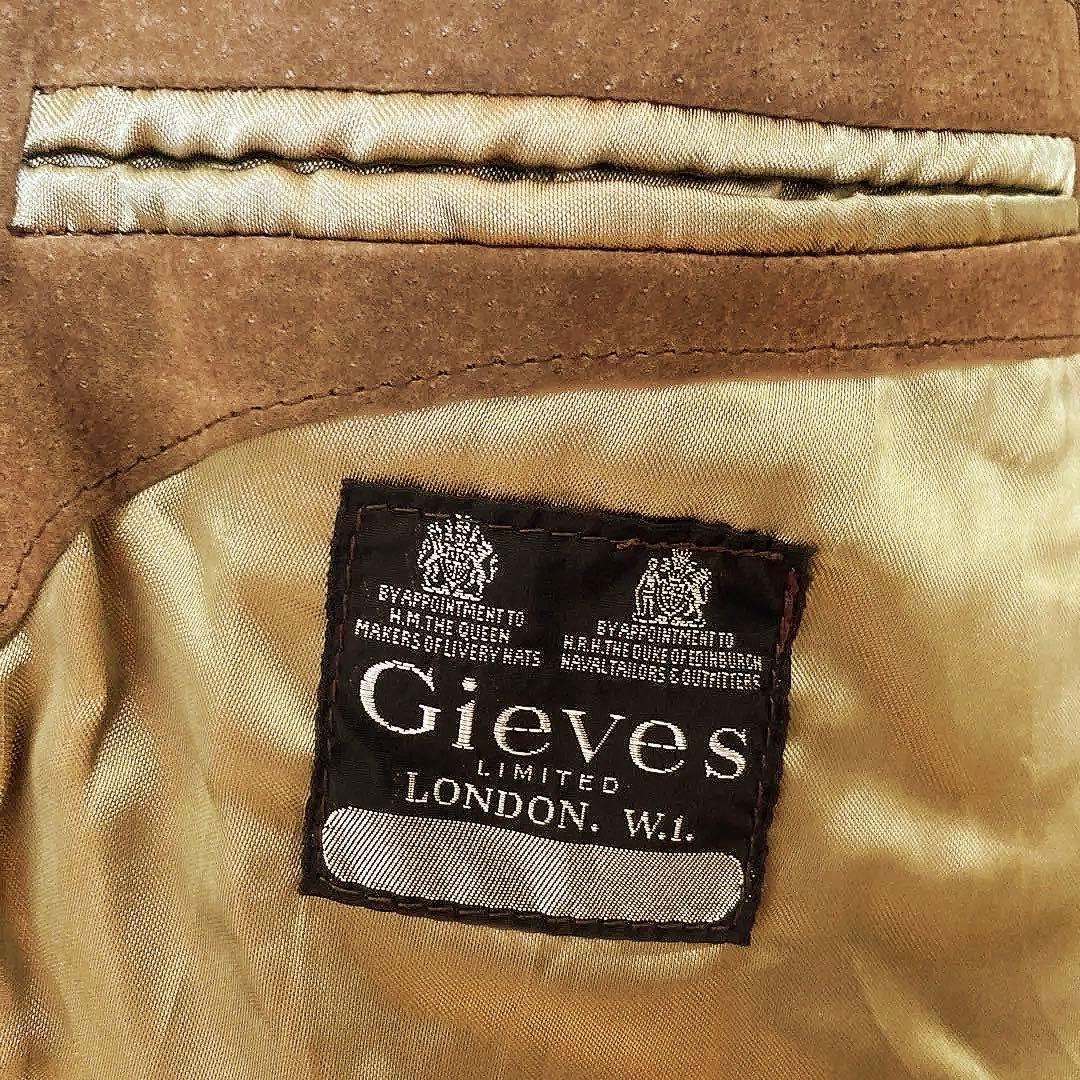 BY APPOINTMENT TO
H.M. THE QUEEN
MAKERS OF LIVERY HATS
BY APPOINTMENT TO
H.R.H. THE DUKE OF EDINBURGH
NAVAL TAILORS & OUTFITTERS
Gieves
LIMITED
LONDON. W.1.